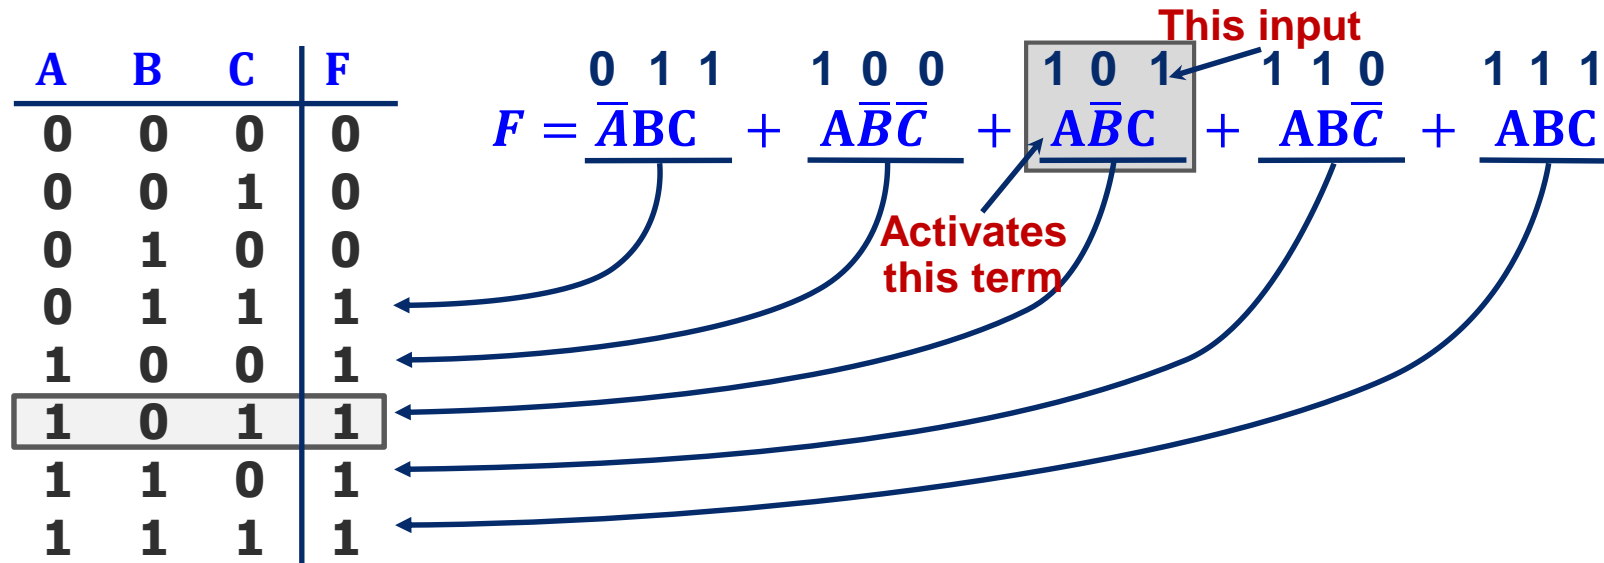 This input
A B C F
0 1 1 1 0 0 1 0 1 1 1 0 1 1 1
F = A̅BC + AB̅C̅ + AB̅C + ABC̅ + ABC
0 0 0 0
0 0 1 0
0 1 0 0
0 1 1 1
1 0 0 1
1 0 1 1
1 1 0 1
1 1 1 1
Activates
this term